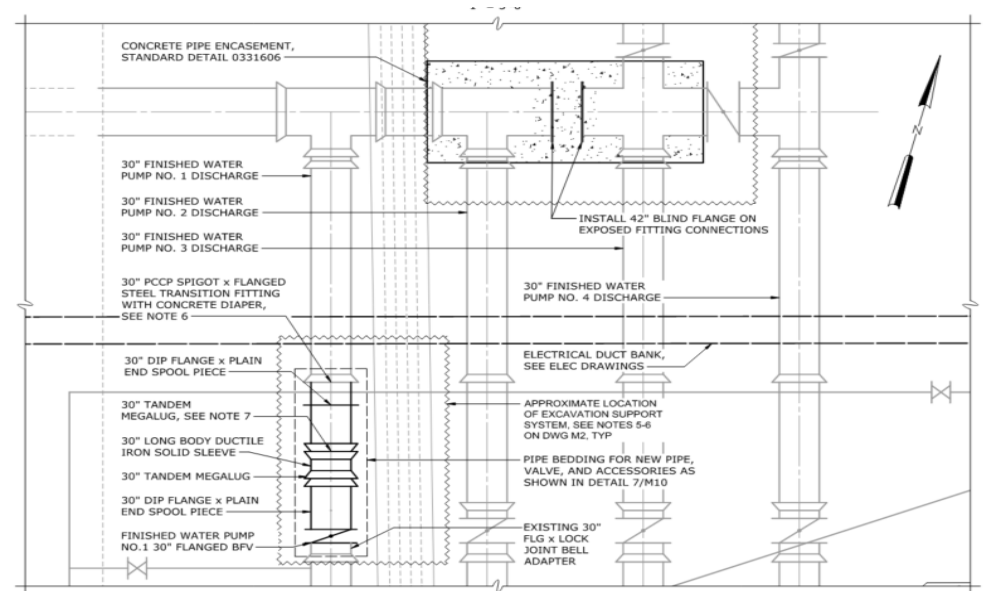 CONCRETE PIPE ENCASEMENT,
STANDARD DETAIL 0331606
N
30" FINISHED WATER
PUMP NO. 1 DISCHARGE
30" FINISHED WATER
PUMP NO. 2 DISCHARGE
INSTALL 42" BLIND FLANGE ON
EXPOSED FITTING CONNECTIONS
30" FINISHED WATER
PUMP NO. 3 DISCHARGE
30" PCCP SPIGOT x FLANGED
STEEL TRANSITION FITTING
WITH CONCRETE DIAPER,
SEE NOTE 6
30" FINISHED WATER
PUMP NO. 4 DISCHARGE
30" DIP FLANGE x PLAIN
END SPOOL PIECE
ELECTRICAL DUCT BANK,
SEE ELEC DRAWINGS
30" TANDEM
MEGALUG, SEE NOTE 7
APPROXIMATE LOCATION
OF EXCAVATION SUPPORT
SYSTEM, SEE NOTES 5-6
ON DWG M2, TYP
30" LONG BODY DUCTILE
IRON SOLID SLEEVE
30" TANDEM MEGALUG
PIPE BEDDING FOR NEW PIPE,
VALVE, AND ACCESSORIES AS
SHOWN IN DETAIL 7/M10
30" DIP FLANGE x PLAIN
END SPOOL PIECE
FINISHED WATER PUMP
NO.1 30" FLANGED BFV
EXISTING 30"
FLG x LOCK
JOINT BELL
ADAPTER